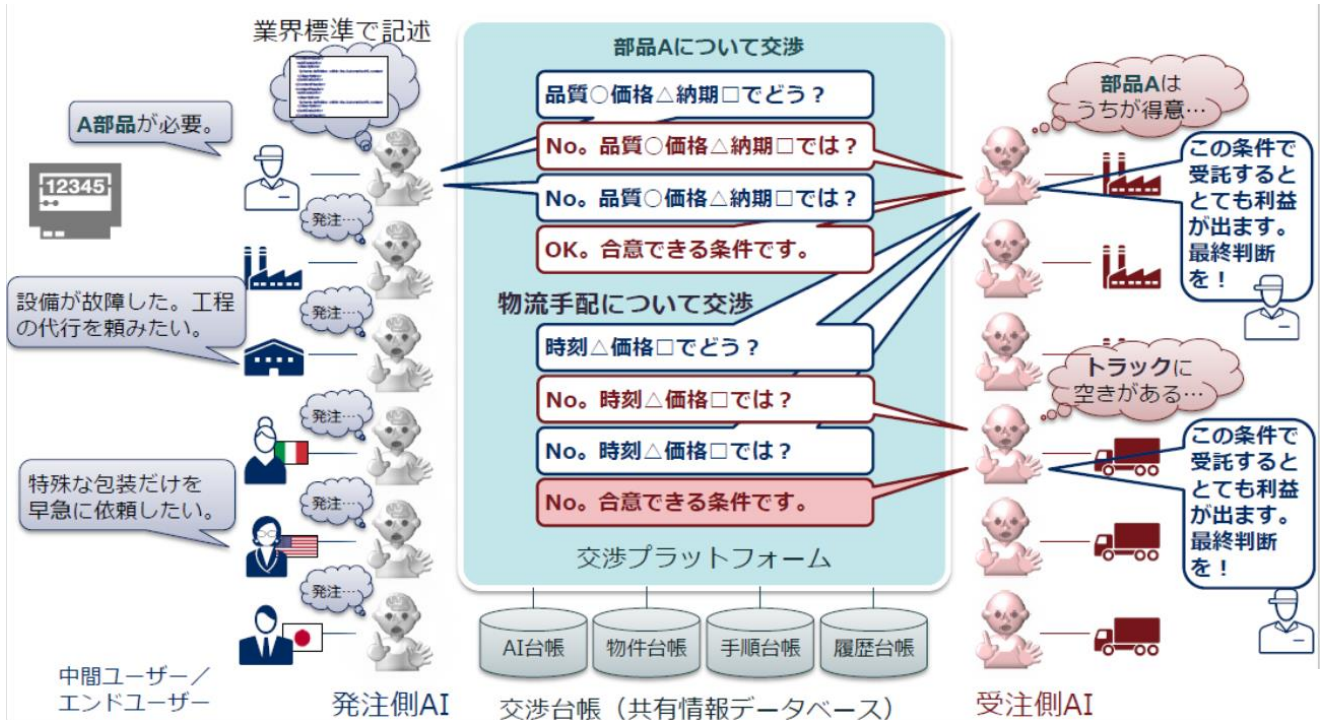 業界標準で記述
A部品が必要。
12345
発注…
設備が故障した。工程
の代行を頼みたい。
発注…
発注…
特殊な包装だけを
早急に依頼したい。
発注…
発注…
中間ユーザー／
エンドユーザー
発注側AI
部品Aについて交渉
品質○価格△納期□でどう？
No。品質○価格△納期□では？
No。品質○価格△納期□では？
OK。合意できる条件です。
物流手配について交渉
時刻△価格□でどう？
No。時刻△価格□では？
No。時刻△価格□では？
No。合意できる条件です。
交渉プラットフォーム
AI台帳
物件台帳
手順台帳
履歴台帳
交渉台帳（共有情報データベース）
部品Aは
うちが得意…
この条件で
受託すると
とても利益
が出ます。
最終判断
を！
トラックに
空きがある…
この条件で
受託すると
とても利益
が出ます。
最終判断
を！
受注側AI